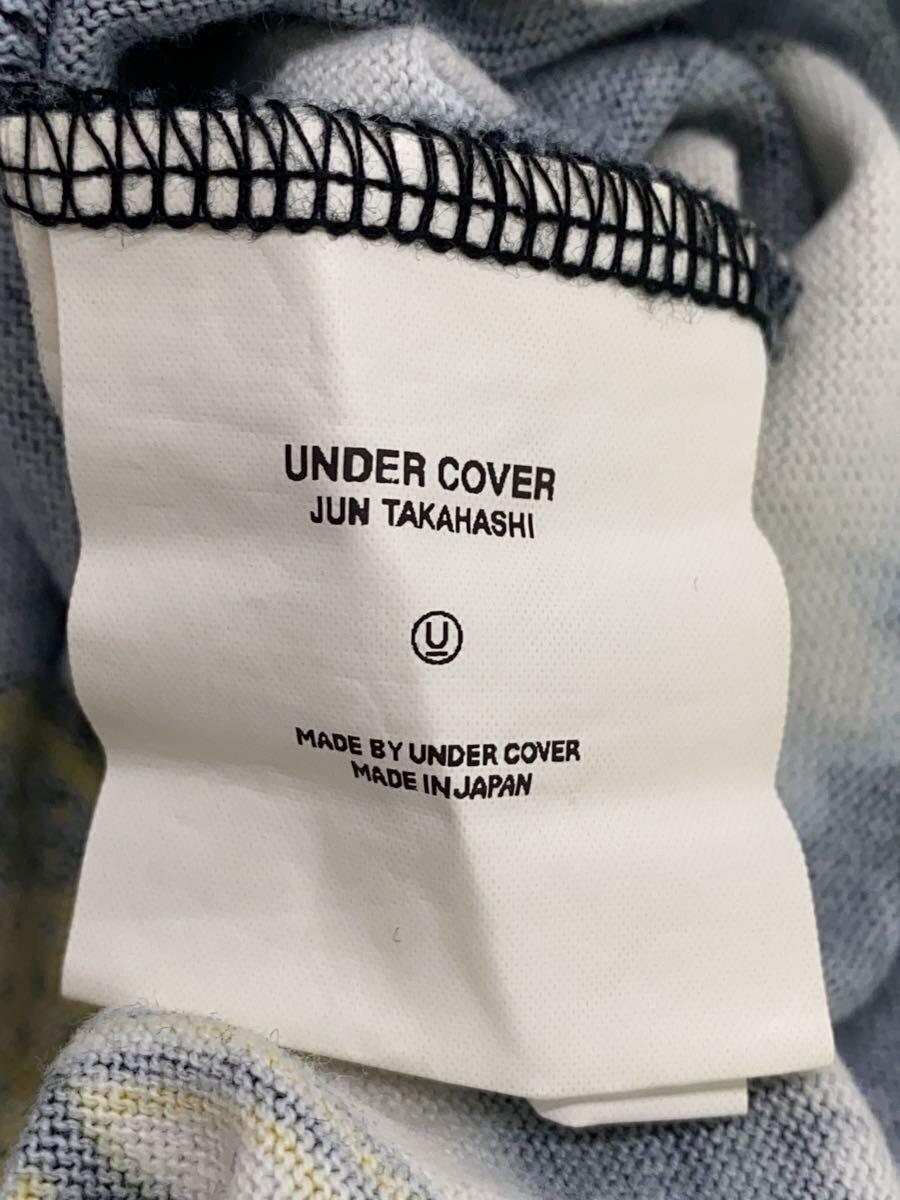 UNDER COVER
JUN TAKAHASHI
U
MADE BY UNDER COVER
MADE IN JAPAN